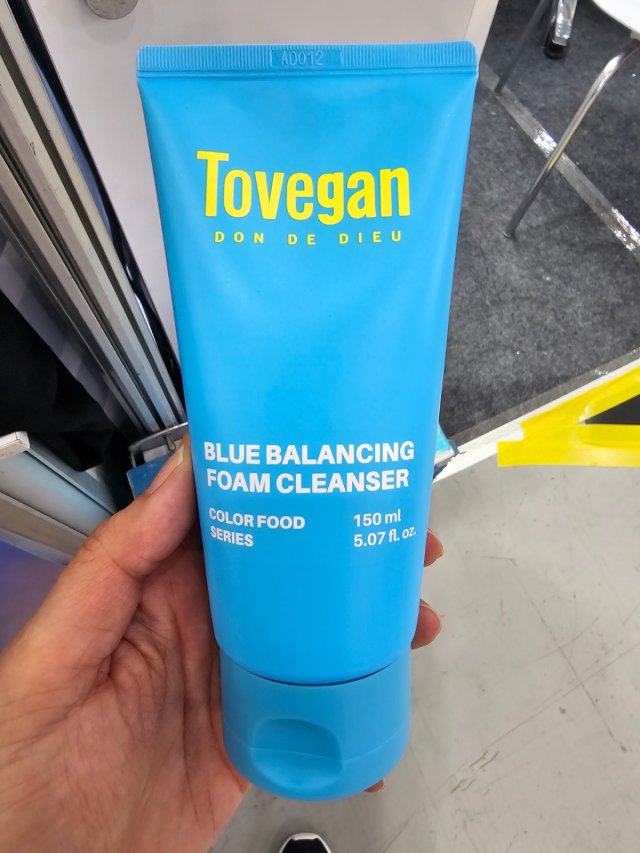 AD012
Tovegan
DON DE DIEU
BLUE BALANCING
FOAM CLEANSER
COLOR FOOD
SERIES
150 ml
5.07 fl. oz.